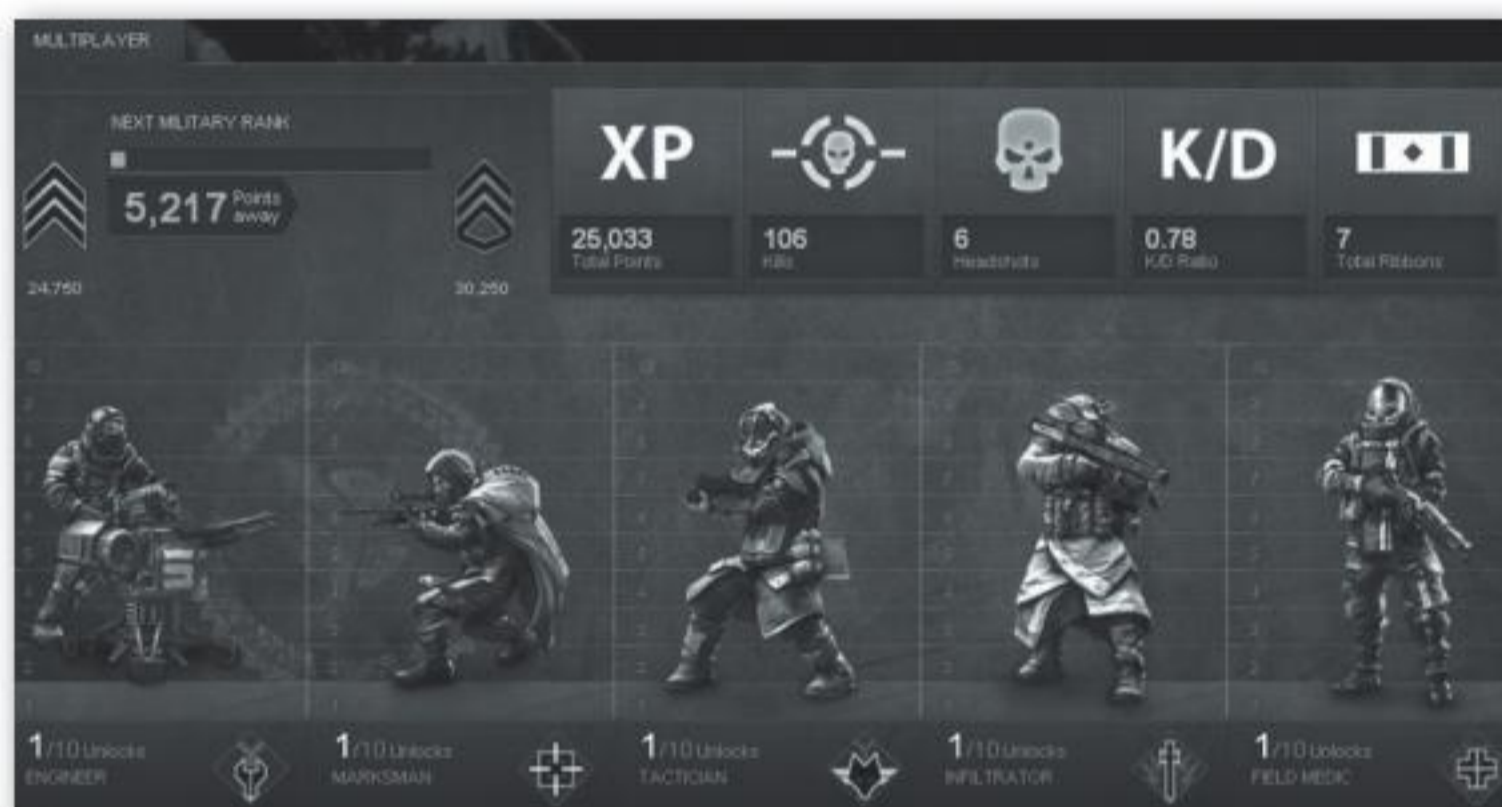 MULTIPLAYER
NEXT MILITARY RANK
5,217 Points away
24,750
30,250
XP
25,033
Total Points
106
Kills
6
Headshots
K/D
0.78
K/D Ratio
7
Total Ribbons
1/10 Unlocks
ENGINEER
1/10 Unlocks
MARKSMAN
1/10 Unlocks
TACTICIAN
1/10 Unlocks
INFILTRATOR
1/10 Unlocks
FIELD MEDIC